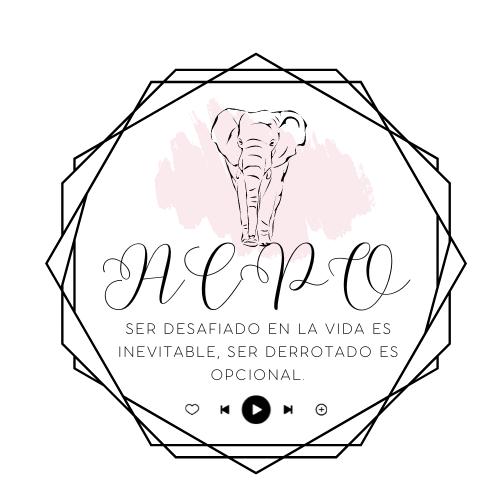 ACPO
SER DESAFIADO EN LA VIDA ES
INEVITABLE, SER DERROTADO ES
OPCIONAL.